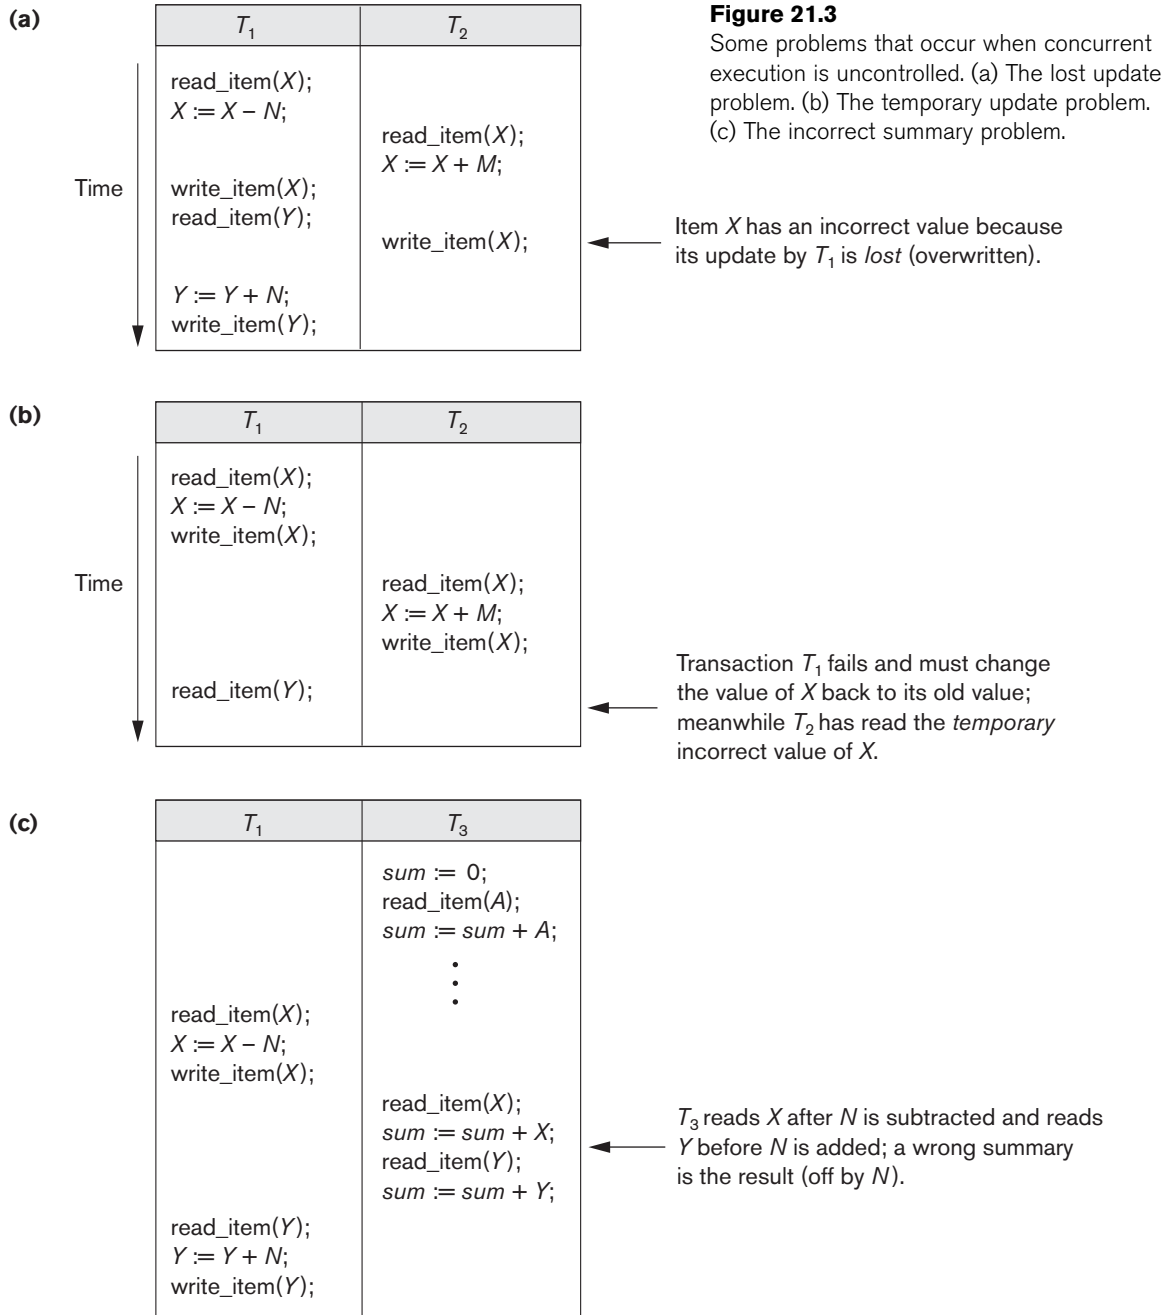 Figure 21.3
Some problems that occur when concurrent
execution is uncontrolled. (a) The lost update
problem. (b) The temporary update problem.
(c) The incorrect summary problem.
(a)
T₁ T₂
read_item(X);
X := X – N;
read_item(X);
X := X + M;
Time
write_item(X);
read_item(Y);
write_item(X);
Item X has an incorrect value because
its update by T₁ is lost (overwritten).
Y := Y + N;
write_item(Y);
(b)
T₁ T₂
read_item(X);
X := X – N;
write_item(X);
Time
read_item(X);
X := X + M;
write_item(X);
read_item(Y);
Transaction T₁ fails and must change
the value of X back to its old value;
meanwhile T₂ has read the temporary
incorrect value of X.
(c)
T₁ T₃
sum := 0;
read_item(A);
sum := sum + A;
read_item(X);
X := X – N;
write_item(X);
read_item(X);
sum := sum + X;
read_item(Y);
sum := sum + Y;
T₃ reads X after N is subtracted and reads
Y before N is added; a wrong summary
is the result (off by N).
read_item(Y);
Y := Y + N;
write_item(Y);